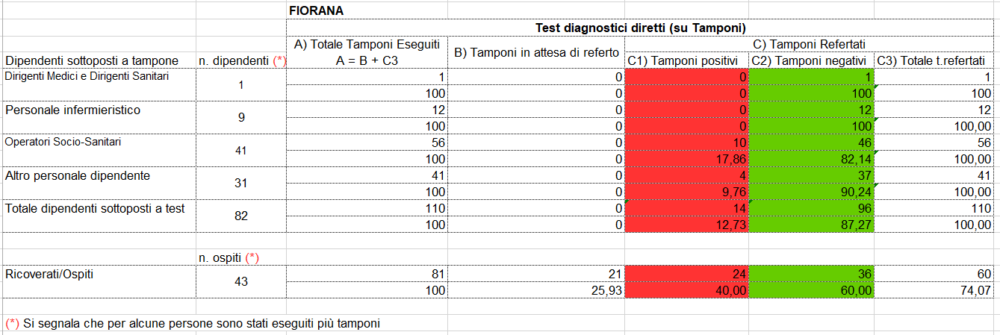 FIORANA
Test diagnostici diretti (su Tamponi)
A) Totale Tamponi Eseguiti B) Tamponi in attesa di referto C) Tamponi Refertati
Dipendenti sottoposti a tampone n. dipendenti (*) A = B + C3 C1) Tamponi positivi C2) Tamponi negativi C3) Totale t.refertati
Dirigenti Medici e Dirigenti Sanitari 1 1 0 0 1 1
100 0 0 100 100
Personale infermieristico 9 12 0 0 12 12
100 0 0 100 100,00
Operatori Socio-Sanitari 41 56 0 10 46 56
100 0 17,86 82,14 100,00
Altro personale dipendente 31 41 0 4 37 41
100 0 9,76 90,24 100,00
Totale dipendenti sottoposti a test 82 110 0 14 96 110
100 0 12,73 87,27 100,00
n. ospiti (*)
Ricoverati/Ospiti 43 81 21 24 36 60
100 25,93 40,00 60,00 74,07
(*) Si segnala che per alcune persone sono stati eseguiti più tamponi